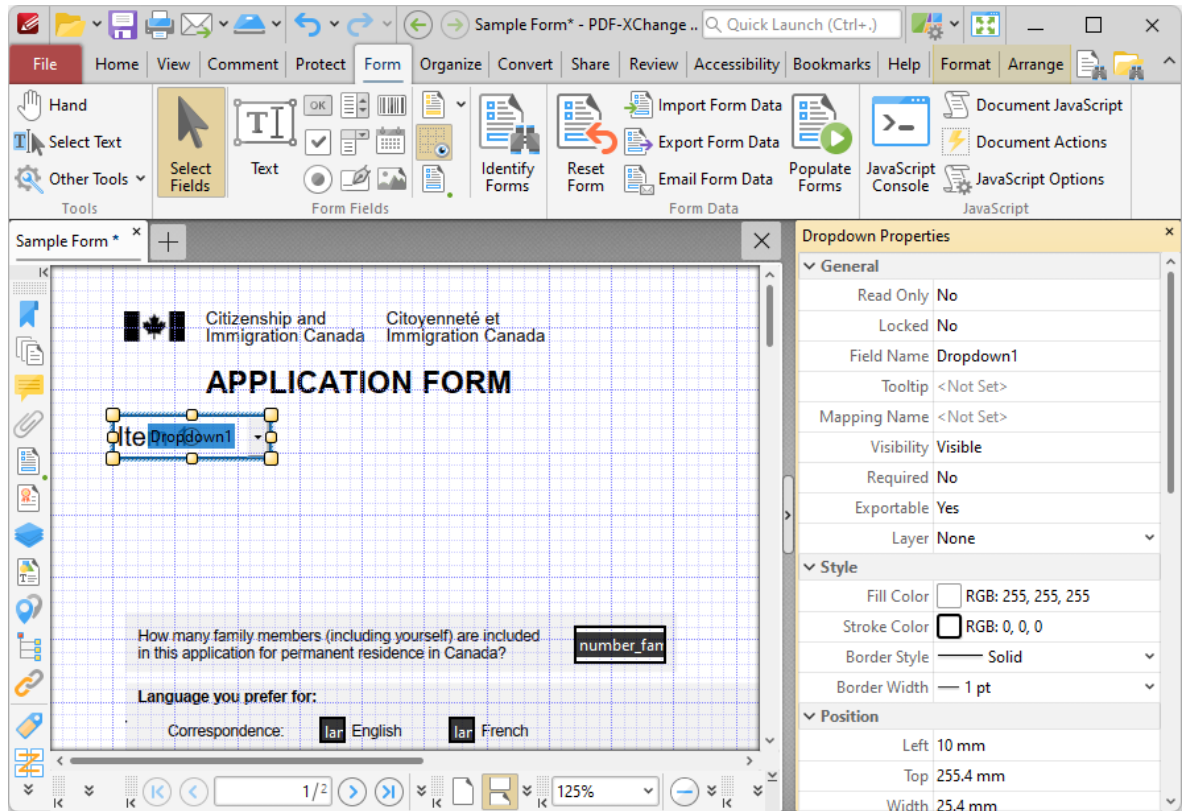 Sample Form* - PDF-XChange ..
Quick Launch (Ctrl+.)
File Home View Comment Protect Form Organize Convert Share Review Accessibility Bookmarks Help Format Arrange
Hand
Select Text
Other Tools
Tools
Select Fields
Text
OK
Form Fields
Identify Forms
Reset Form
Import Form Data
Export Form Data
Email Form Data
Populate Forms
Form Data
JavaScript Console
Document JavaScript
Document Actions
JavaScript Options
JavaScript
Sample Form *
Citizenship and
Immigration Canada
Citoyenneté et
Immigration Canada
APPLICATION FORM
Dropdown1
How many family members (including yourself) are included
in this application for permanent residence in Canada?
number_fan
Language you prefer for:
Correspondence: lar English lar French
1/2
125%
Dropdown Properties
General
Read Only No
Locked No
Field Name Dropdown1
Tooltip <Not Set>
Mapping Name <Not Set>
Visibility Visible
Required No
Exportable Yes
Layer None
Style
Fill Color RGB: 255, 255, 255
Stroke Color RGB: 0, 0, 0
Border Style Solid
Border Width 1 pt
Position
Left 10 mm
Top 255.4 mm
Width 25.4 mm